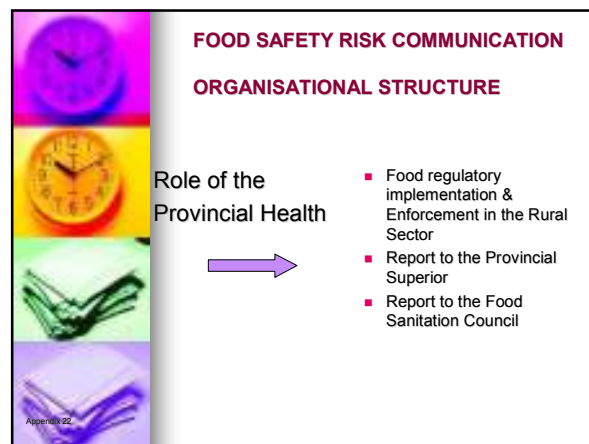 FOOD SAFETY RISK COMMUNICATION
ORGANISATIONAL STRUCTURE
Role of the
Provincial Health
Food regulatory
implementation &
Enforcement in the Rural
Sector
Report to the Provincial
Superior
Report to the Food
Sanitation Council
Appendix 22